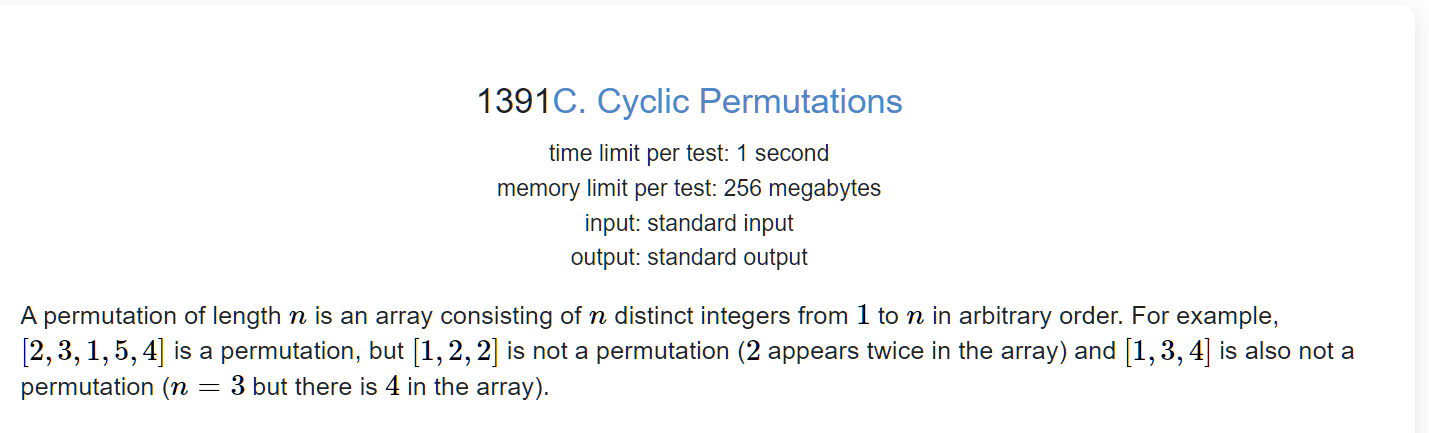 1391C. Cyclic Permutations
time limit per test: 1 second
memory limit per test: 256 megabytes
input: standard input
output: standard output
A permutation of length n is an array consisting of n distinct integers from 1 to n in arbitrary order. For example,
[2, 3, 1, 5, 4] is a permutation, but [1, 2, 2] is not a permutation (2 appears twice in the array) and [1, 3, 4] is also not a
permutation (n = 3 but there is 4 in the array).